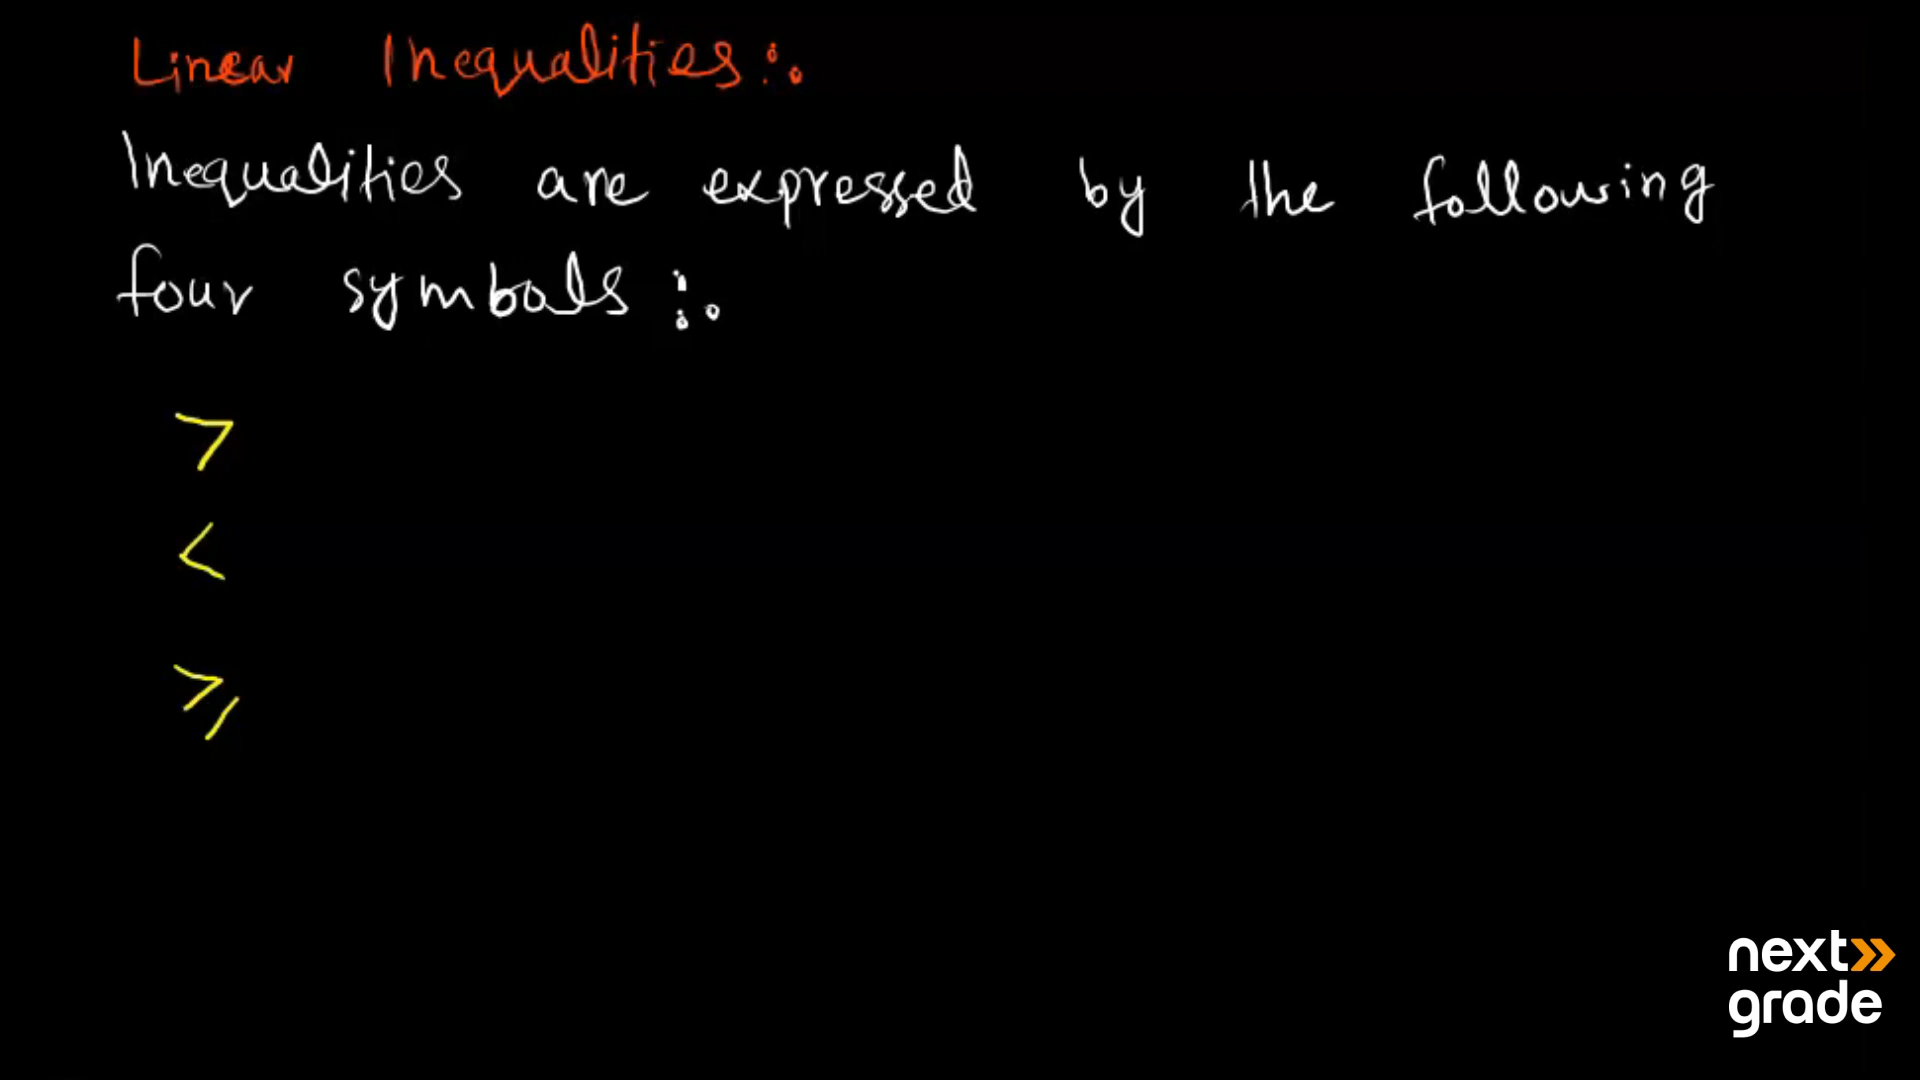 Linear Inequalities :.
Inequalities are expressed by the following
four symbols :.
>
<
⩾
next»
grade